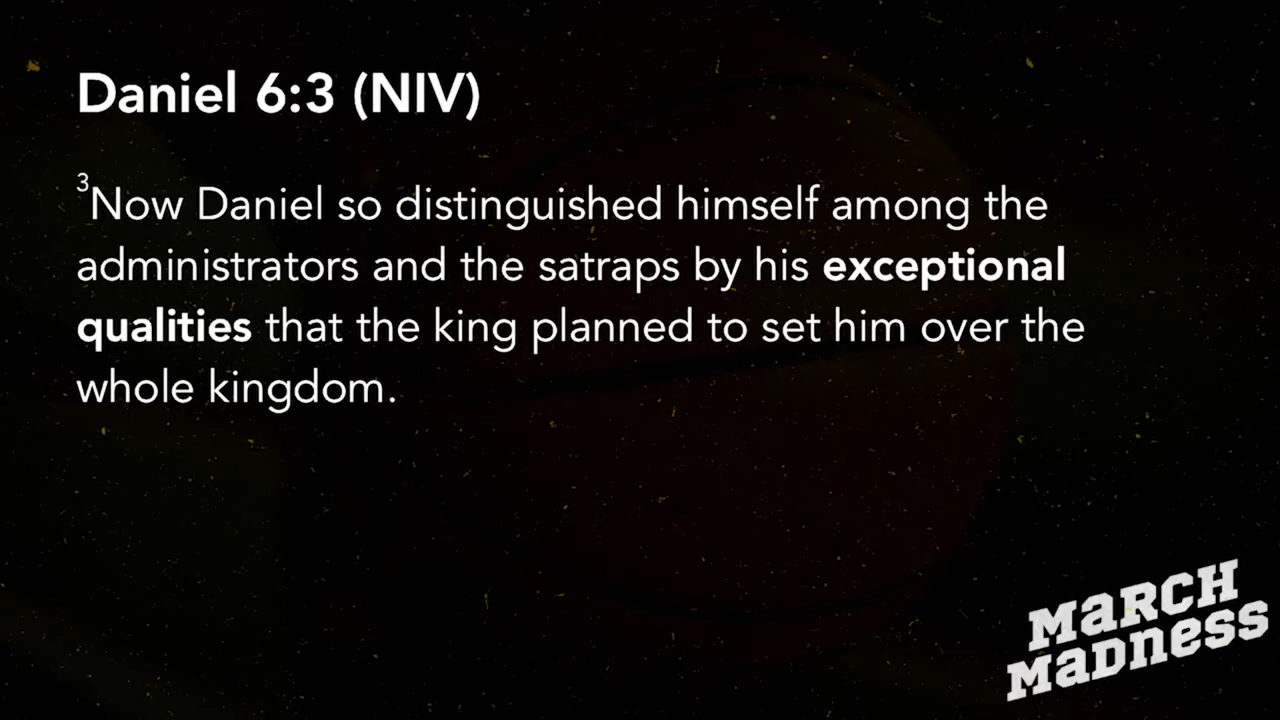 Daniel 6:3 (NIV)
3Now Daniel so distinguished himself among the
administrators and the satraps by his exceptional
qualities that the king planned to set him over the
whole kingdom.
MaRCH
MaDness